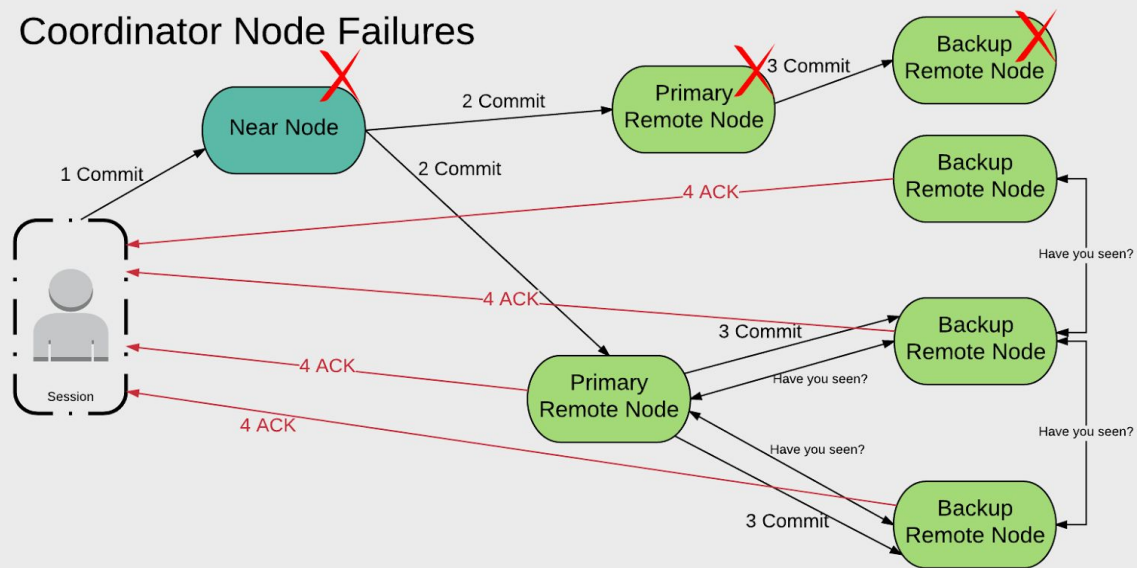 Coordinator Node Failures
Backup
Remote Node
3 Commit
Primary
Remote Node
2 Commit
Near Node
1 Commit
2 Commit
Backup
Remote Node
4 ACK
Have you seen?
4 ACK
3 Commit
Backup
Remote Node
4 ACK
Have you seen?
Primary
Remote Node
Session
4 ACK
Have you seen?
Have you seen?
3 Commit
Backup
Remote Node